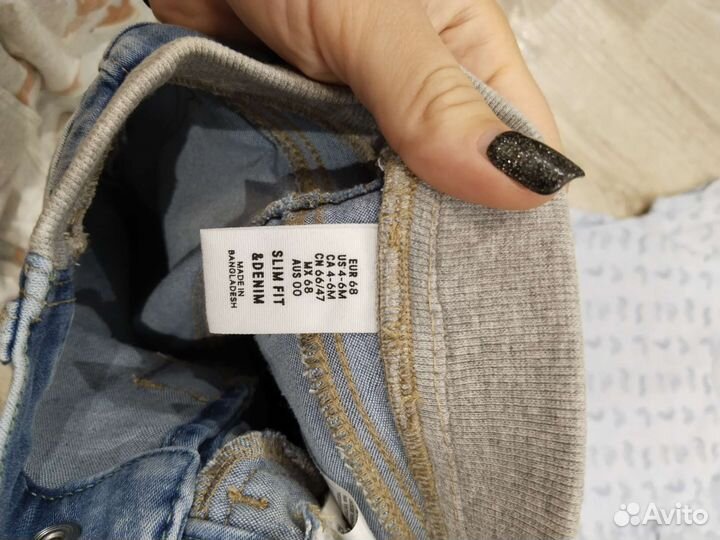 EUR 68
US 4-6M
CA 4-6M
CN 66/47
MX 68
AUS 00
SLIM FIT
&DENIM
MADE IN
BANGLADESH
Avito